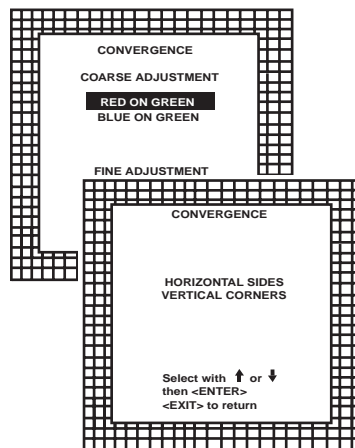 CONVERGENCE
COARSE ADJUSTMENT
RED ON GREEN
BLUE ON GREEN
FINE ADJUSTMENT
CONVERGENCE
HORIZONTAL SIDES
VERTICAL CORNERS
Select with ⬆ or ⬇
then <ENTER>
<EXIT> to return